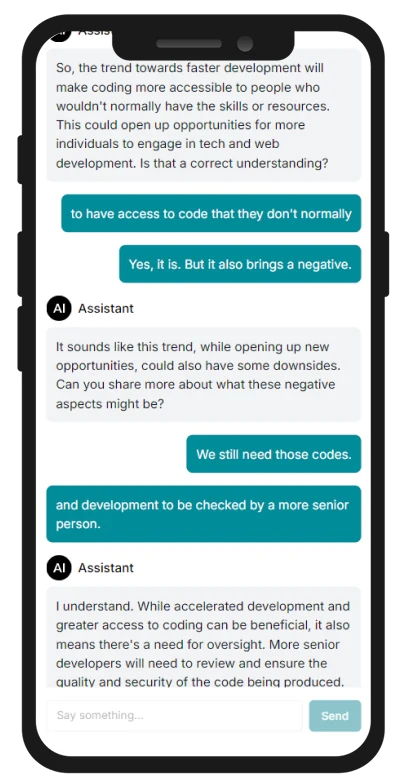 AI Assistant
So, the trend towards faster development will
make coding more accessible to people who
wouldn't normally have the skills or resources.
This could open up opportunities for more
individuals to engage in tech and web
development. Is that a correct understanding?
to have access to code that they don't normally
Yes, it is. But it also brings a negative.
AI Assistant
It sounds like this trend, while opening up new
opportunities, could also have some downsides.
Can you share more about what these negative
aspects might be?
We still need those codes.
and development to be checked by a more senior
person.
AI Assistant
I understand. While accelerated development and
greater access to coding can be beneficial, it also
means there's a need for oversight. More senior
developers will need to review and ensure the
quality and security of the code being produced.
Say something...
Send